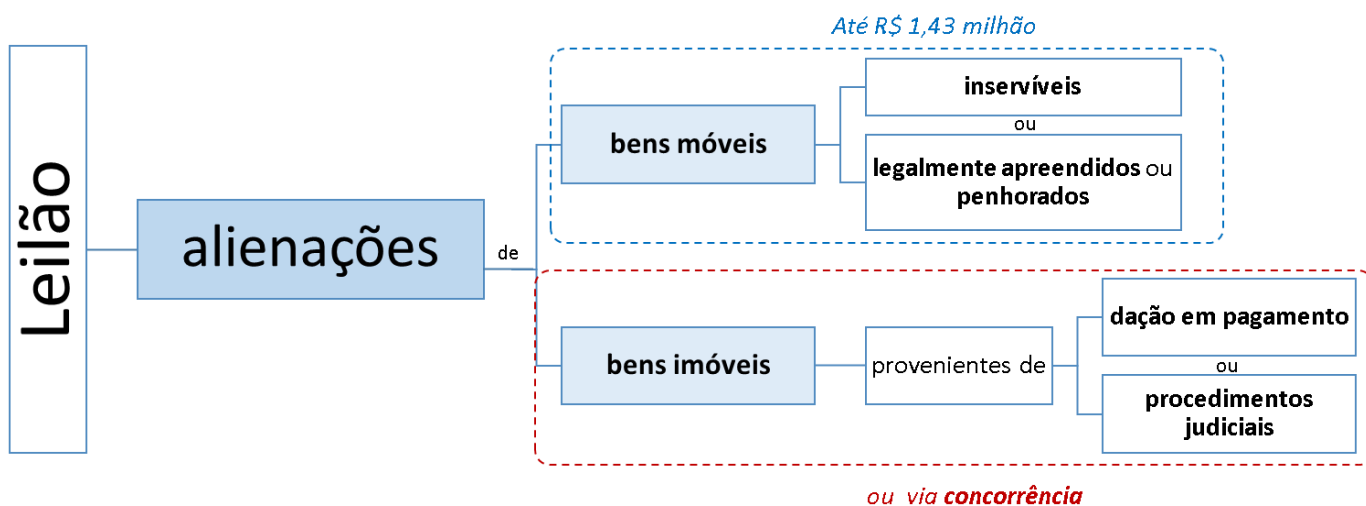 Até R$ 1,43 milhão
Leilão
alienações
de
bens móveis
inservíveis
ou
legalmente apreendidos ou
penhorados
bens imóveis
provenientes de
dação em pagamento
ou
procedimentos
judiciais
ou via concorrência